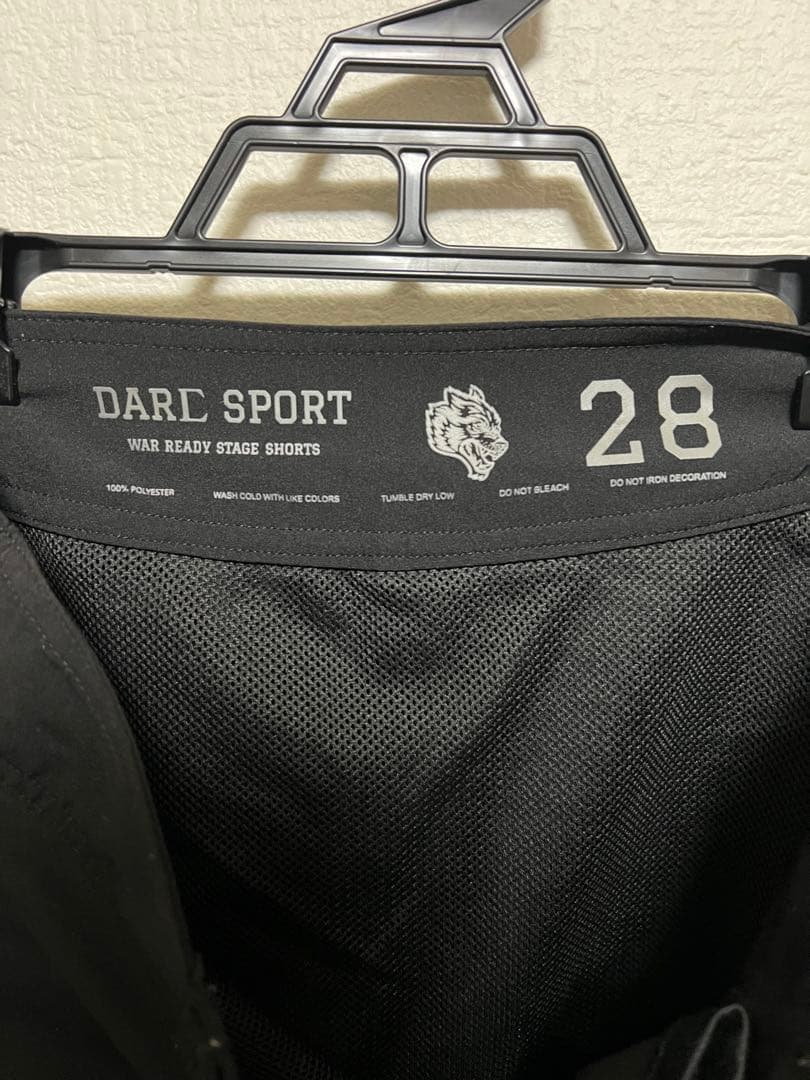 DARC SPORT
WAR READY STAGE SHORTS
28
100% POLYESTER WASH COLD WITH LIKE COLORS TUMBLE DRY LOW DO NOT BLEACH DO NOT IRON DECORATION